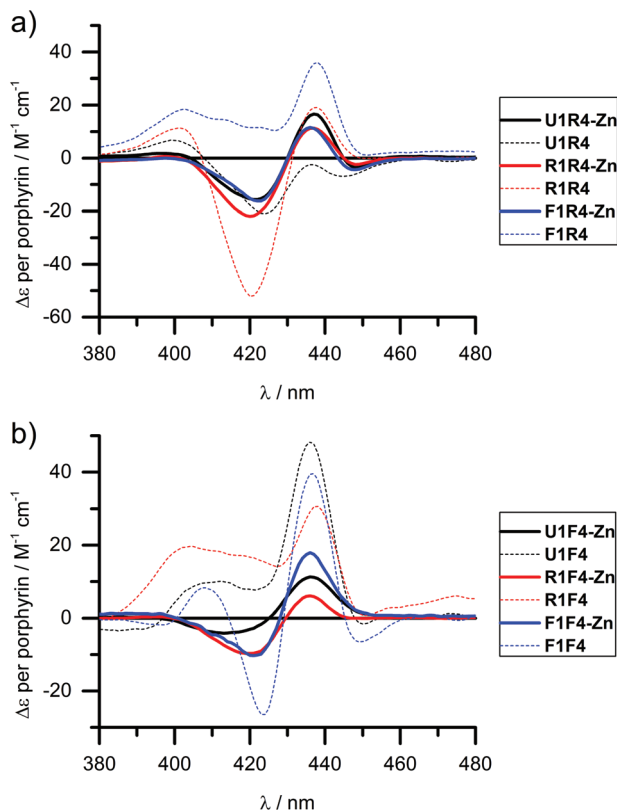 a)
40
20
0
-20
-40
-60
380 400 420 440 460 480
Δε per porphyrin / M⁻¹ cm⁻¹
λ / nm
U1R4-Zn
U1R4
R1R4-Zn
R1R4
F1R4-Zn
F1R4
b)
40
20
0
-20
380 400 420 440 460 480
Δε per porphyrin / M⁻¹ cm⁻¹
λ / nm
U1F4-Zn
U1F4
R1F4-Zn
R1F4
F1F4-Zn
F1F4